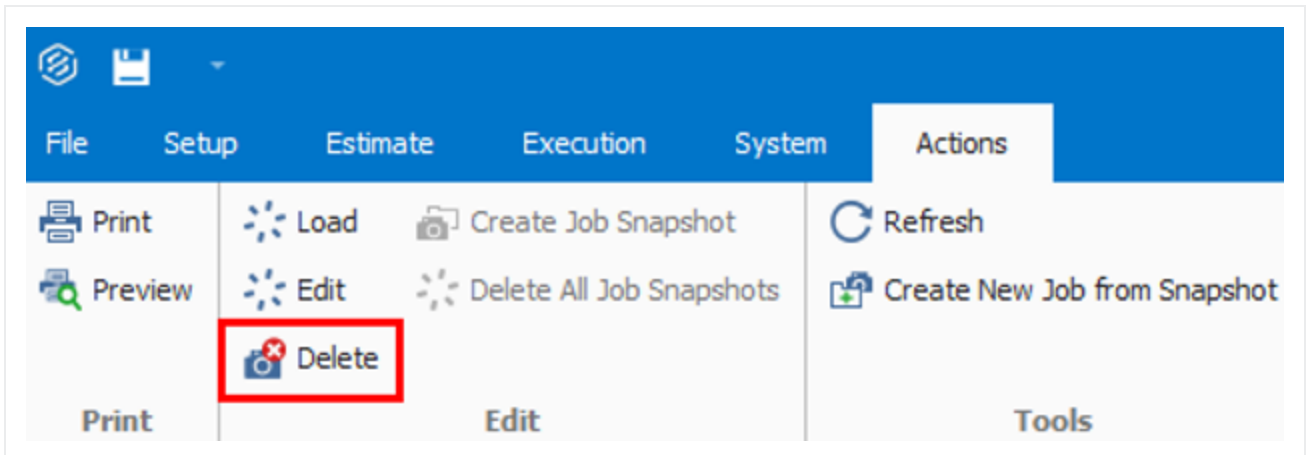 File Setup Estimate Execution System Actions
Print Load Create Job Snapshot Refresh
Preview Edit Delete All Job Snapshots Create New Job from Snapshot
Delete
Print Edit Tools